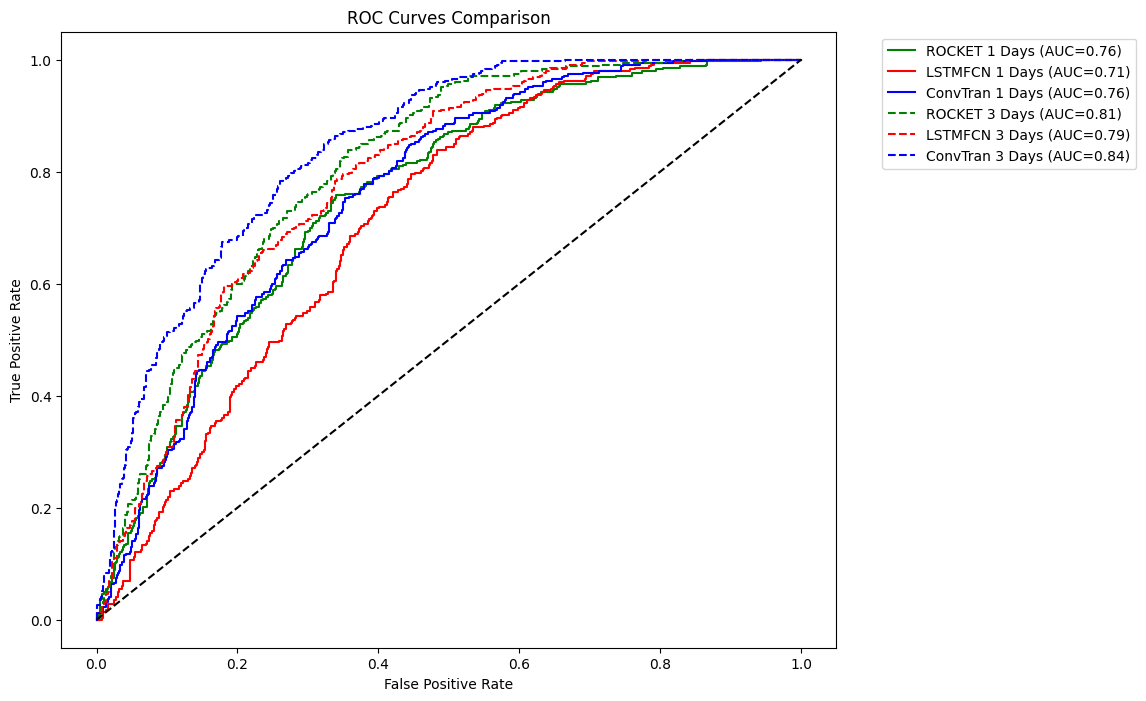 ROC Curves Comparison
ROCKET 1 Days (AUC=0.76)
LSTMFCN 1 Days (AUC=0.71)
ConvTran 1 Days (AUC=0.76)
ROCKET 3 Days (AUC=0.81)
LSTMFCN 3 Days (AUC=0.79)
ConvTran 3 Days (AUC=0.84)
True Positive Rate
1.0
0.8
0.6
0.4
0.2
0.0
0.0 0.2 0.4 0.6 0.8 1.0
False Positive Rate